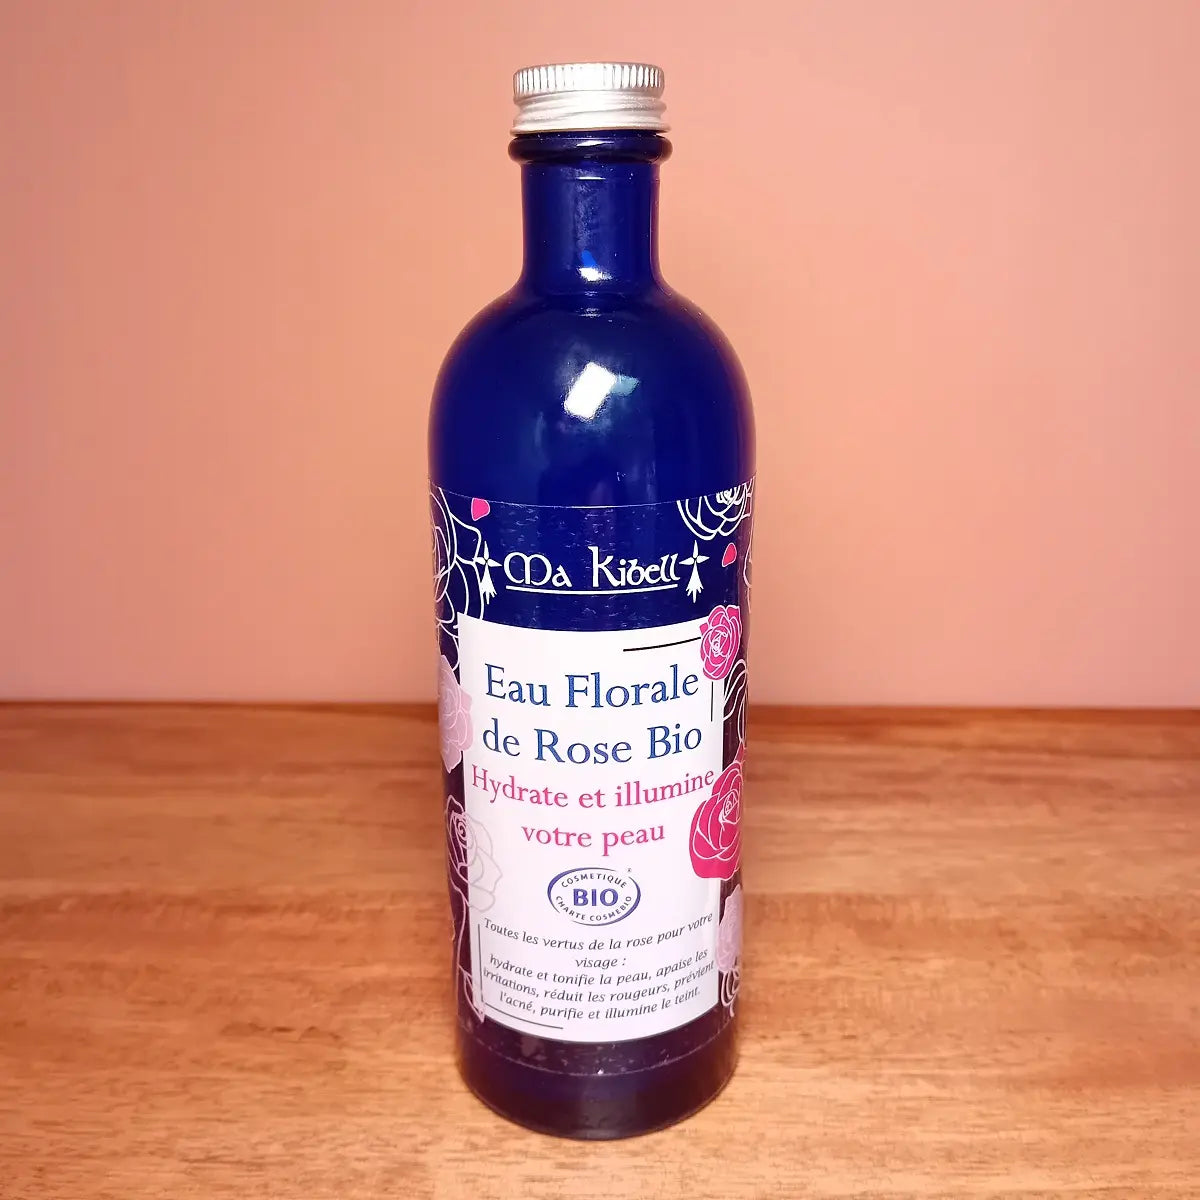 Ma Kibell
Eau Florale
de Rose Bio
Hydrate et illumine
votre peau
COSMETIQUE
BIO
CHARTE COSMEBIO
Toutes les vertus de la rose pour votre
visage :
hydrate et tonifie la peau, apaise les
irritations, réduit les rougeurs, prévient
l'acné, purifie et illumine le teint.